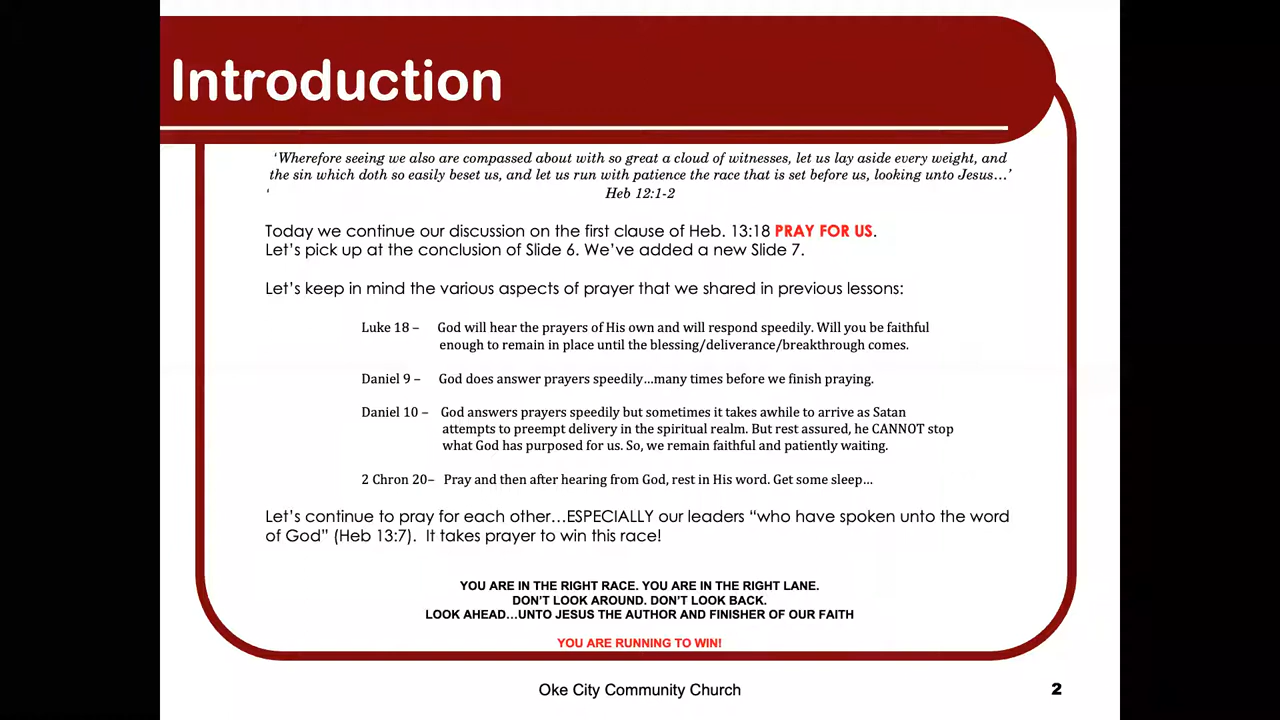 Introduction
‘Wherefore seeing we also are compassed about with so great a cloud of witnesses, let us lay aside every weight, and
the sin which doth so easily beset us, and let us run with patience the race that is set before us, looking unto Jesus…’
‘ Heb 12:1-2
Today we continue our discussion on the first clause of Heb. 13:18 PRAY FOR US.
Let’s pick up at the conclusion of Slide 6. We’ve added a new Slide 7.
Let’s keep in mind the various aspects of prayer that we shared in previous lessons:
Luke 18 – God will hear the prayers of His own and will respond speedily. Will you be faithful
enough to remain in place until the blessing/deliverance/breakthrough comes.
Daniel 9 – God does answer prayers speedily…many times before we finish praying.
Daniel 10 – God answers prayers speedily but sometimes it takes awhile to arrive as Satan
attempts to preempt delivery in the spiritual realm. But rest assured, he CANNOT stop
what God has purposed for us. So, we remain faithful and patiently waiting.
2 Chron 20– Pray and then after hearing from God, rest in His word. Get some sleep…
Let’s continue to pray for each other…ESPECIALLY our leaders “who have spoken unto the word
of God” (Heb 13:7). It takes prayer to win this race!
YOU ARE IN THE RIGHT RACE. YOU ARE IN THE RIGHT LANE.
DON’T LOOK AROUND. DON’T LOOK BACK.
LOOK AHEAD…UNTO JESUS THE AUTHOR AND FINISHER OF OUR FAITH
YOU ARE RUNNING TO WIN!
Oke City Community Church
2